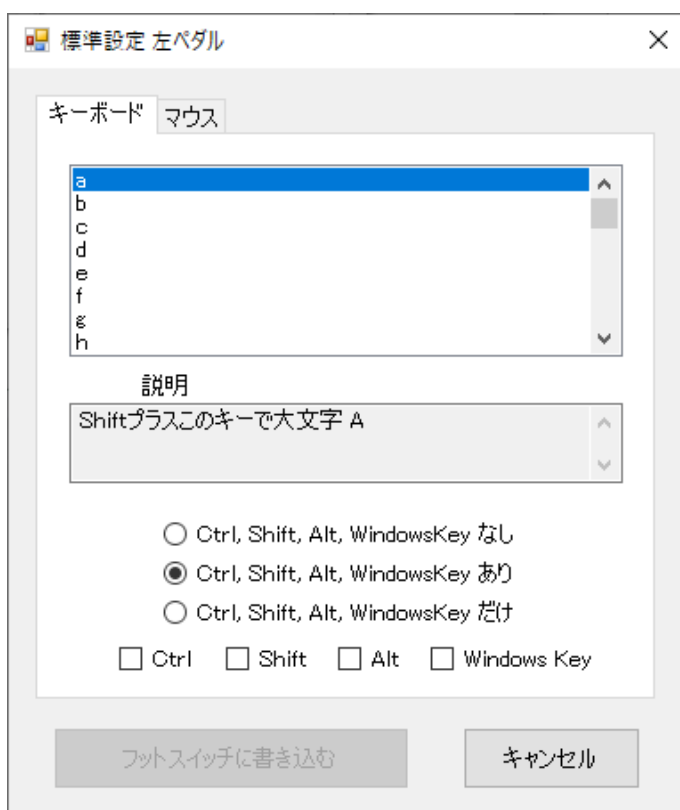 標準設定 左ペダル
キーボード マウス
a
b
c
d
e
f
g
h
説明
Shiftプラスこのキーで大文字 A
Ctrl, Shift, Alt, WindowsKey なし
Ctrl, Shift, Alt, WindowsKey あり
Ctrl, Shift, Alt, WindowsKey だけ
Ctrl Shift Alt Windows Key
フットスイッチに書き込む キャンセル